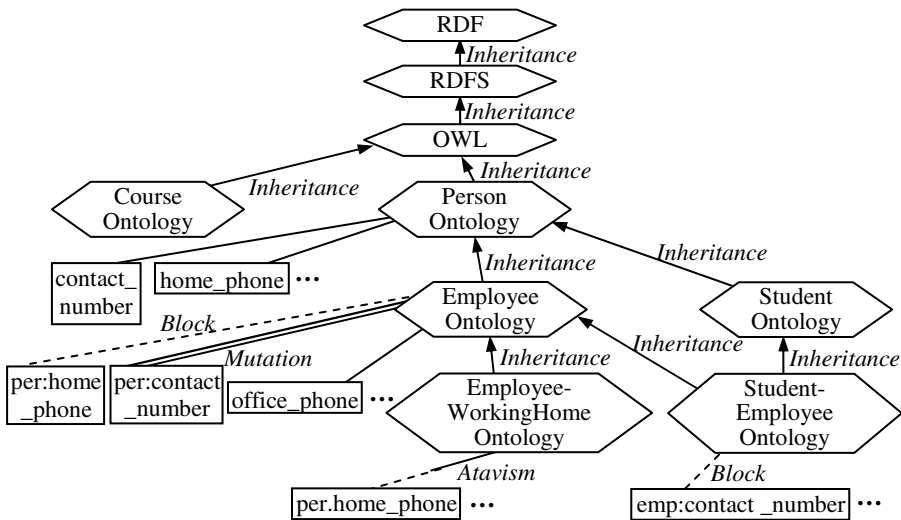 RDF
Inheritance
RDFS
Inheritance
OWL
Inheritance
Inheritance
Course
Ontology
Person
Ontology
contact_
number
home_phone ...
Inheritance
Inheritance
Employee
Ontology
Student
Ontology
Block
Mutation
Inheritance
Inheritance
Inheritance
per:home
_phone
per:contact
_number
office_phone ...
Employee-
WorkingHome
Ontology
Student-
Employee
Ontology
Atavism
Block
per.home_phone ...
emp:contact _number ...